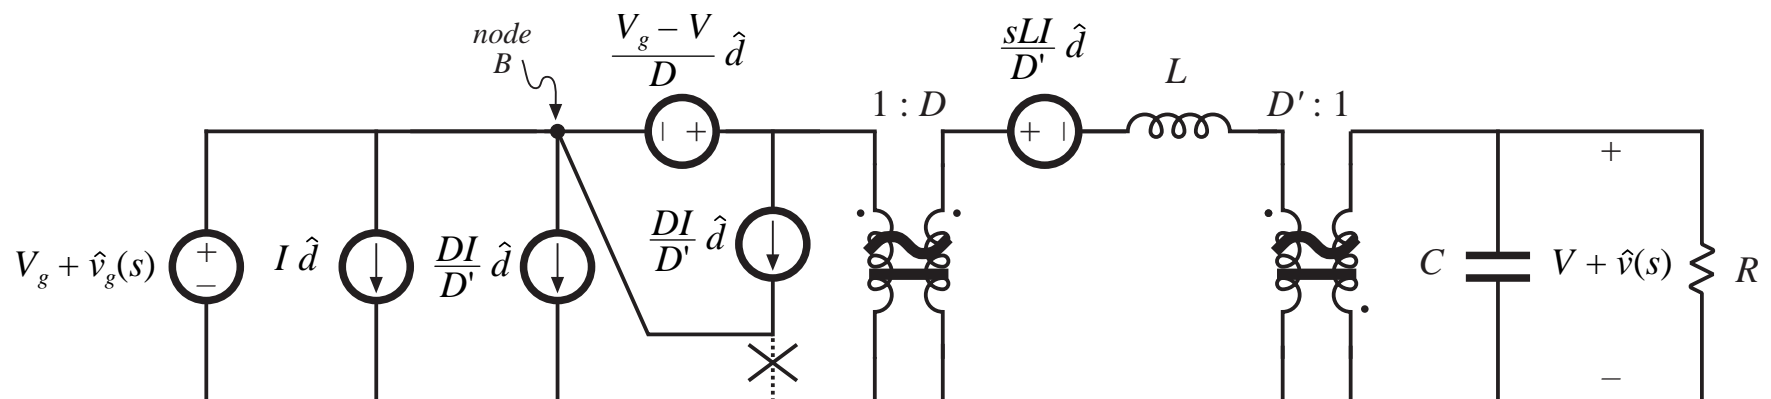 node
B
V_g − V
D
d̂
sLI
D'
d̂
L
1 : D
D' : 1
+
V_g + v̂_g(s)
+
−
I d̂
DI
D'
d̂
−
+
DI
D'
d̂
+
−
C
V + v̂(s)
R
−